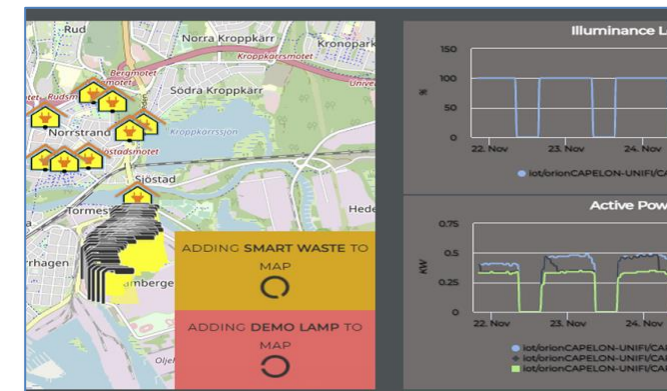 Rud
Norra Kroppkärr
Kronopark
Kroppkärrsmotet
Bergmotet
Södra Kroppkärr
Norrstrand
Kroppkärrssjön
Sjöstad
Tormes
Hede
rhagen
mberge
ADDING SMART WASTE TO
MAP
ADDING DEMO LAMP TO
MAP
Illuminance L
150
100
50
0
%
22. Nov
23. Nov
24. Nov
iot/orionCAPELON-UNIFI/CA
Active Pow
0.75
0.5
0.25
0
KW
22. Nov
23. Nov
24. Nov
iot/orionCAPELON-UNIFI/CA
iot/orionCAPELON-UNIFI/CA
iot/orionCAPELON-UNIFI/CA